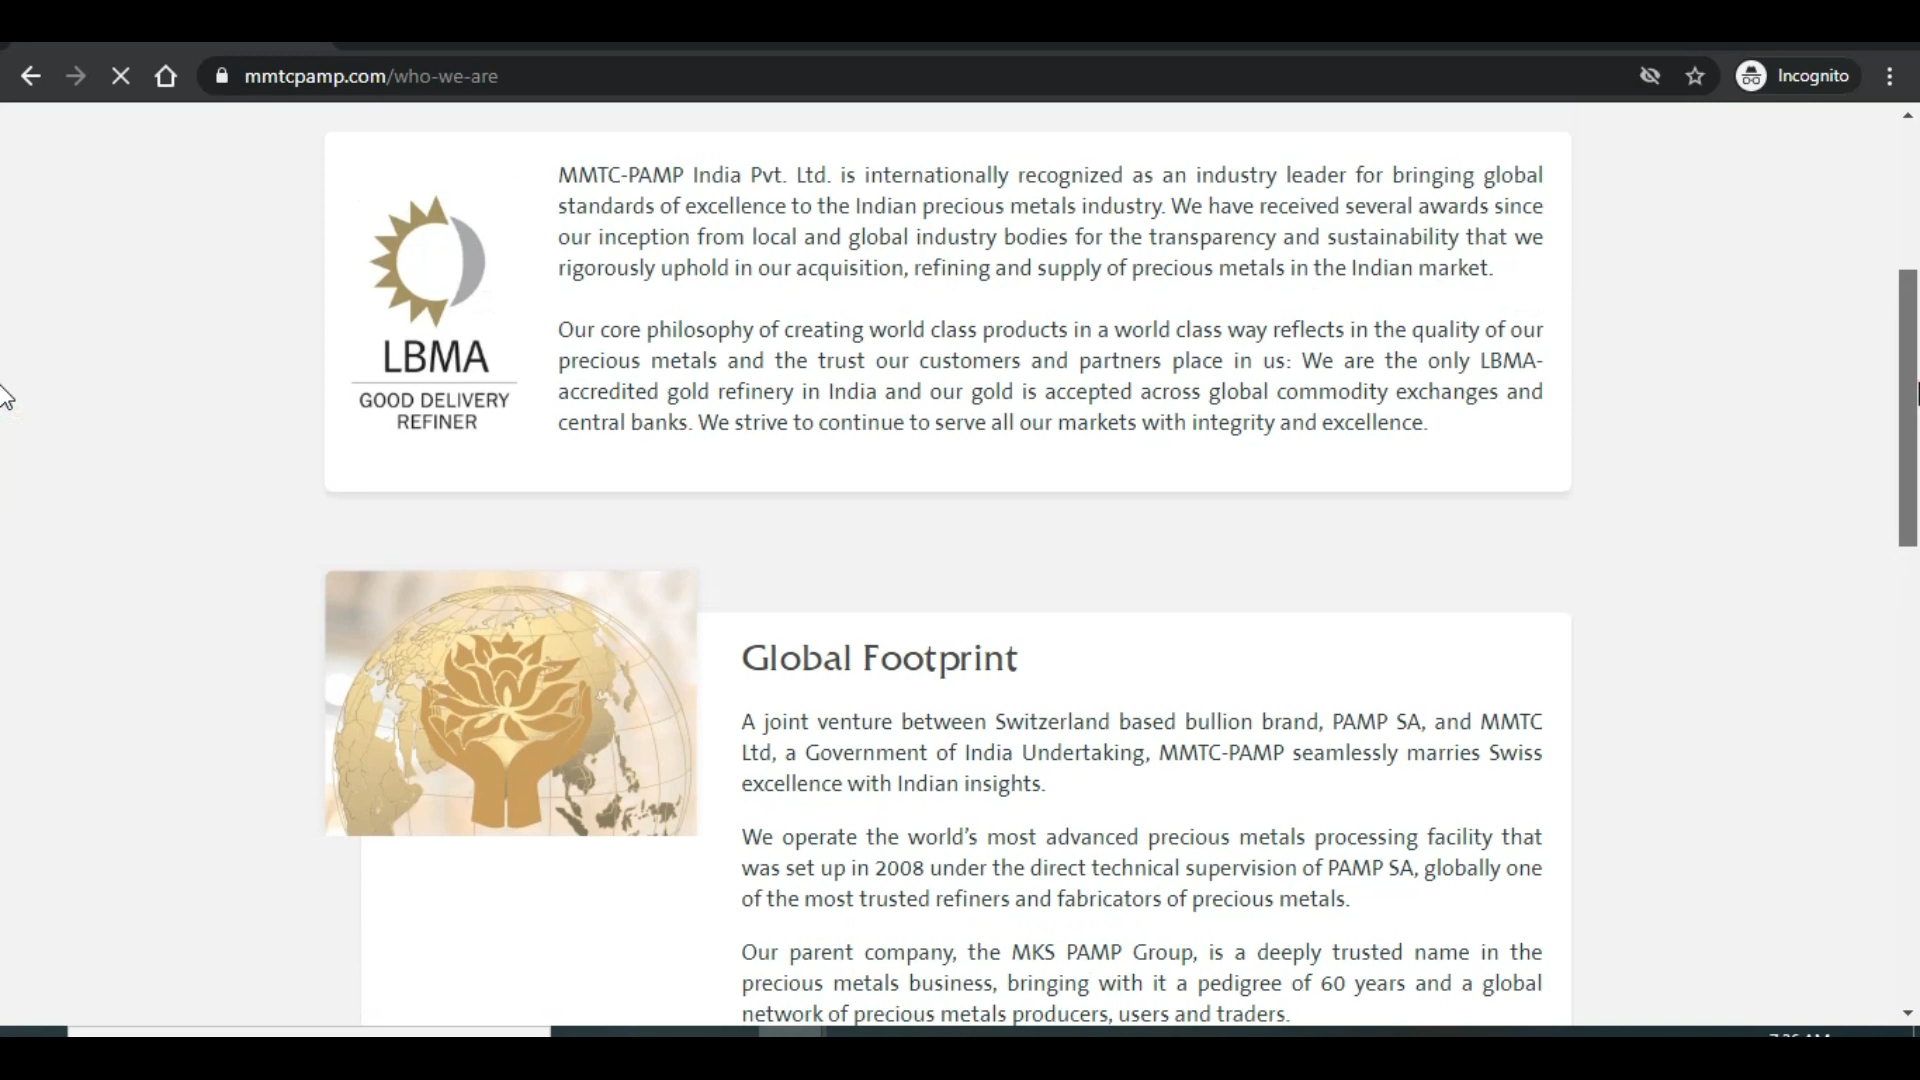 mmtcpamp.com/who-we-are
Incognito
MMTC-PAMP India Pvt. Ltd. is internationally recognized as an industry leader for bringing global
standards of excellence to the Indian precious metals industry. We have received several awards since
our inception from local and global industry bodies for the transparency and sustainability that we
rigorously uphold in our acquisition, refining and supply of precious metals in the Indian market.
LBMA
GOOD DELIVERY
REFINER
Our core philosophy of creating world class products in a world class way reflects in the quality of our
precious metals and the trust our customers and partners place in us: We are the only LBMA-
accredited gold refinery in India and our gold is accepted across global commodity exchanges and
central banks. We strive to continue to serve all our markets with integrity and excellence.
Global Footprint
A joint venture between Switzerland based bullion brand, PAMP SA, and MMTC
Ltd, a Government of India Undertaking, MMTC-PAMP seamlessly marries Swiss
excellence with Indian insights.
We operate the world's most advanced precious metals processing facility that
was set up in 2008 under the direct technical supervision of PAMP SA, globally one
of the most trusted refiners and fabricators of precious metals.
Our parent company, the MKS PAMP Group, is a deeply trusted name in the
precious metals business, bringing with it a pedigree of 60 years and a global
network of precious metals producers, users and traders.